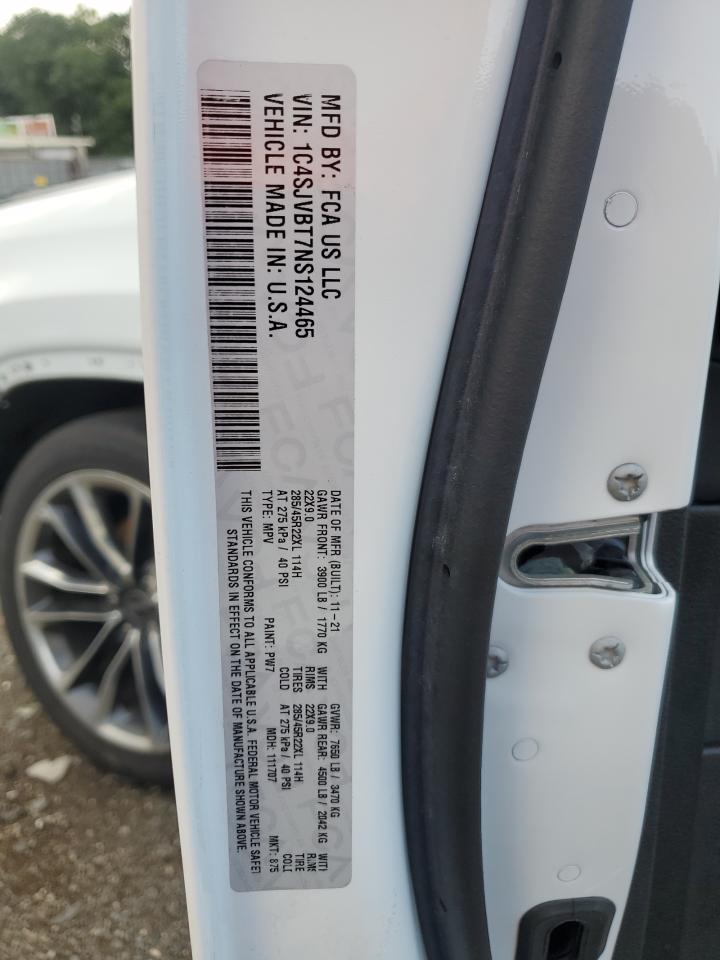 MFD BY: FCA US LLC
VIN: 1C4SJVBT7NS124465
VEHICLE MADE IN: U.S.A.
DATE OF MFR (BUILT): 11-21 GVWR: 7650 LB / 3470 KG
GAWR FRONT: 3900 LB / 1770 KG WITH GAWR REAR: 4500 LB / 2042 KG WITH
22X9.0 RIMS 22X9.0 RIMS
285/45R22XL 114H TIRES 285/45R22XL 114H TIRE
AT 275 kPa / 40 PSI COLD AT 275 kPa / 40 PSI COLD
TYPE: MPV PAINT: PW7 MDH: 111707 MKT: 875
THIS VEHICLE CONFORMS TO ALL APPLICABLE U.S.A. FEDERAL MOTOR VEHICLE SAFET
STANDARDS IN EFFECT ON THE DATE OF MANUFACTURE SHOWN ABOVE.